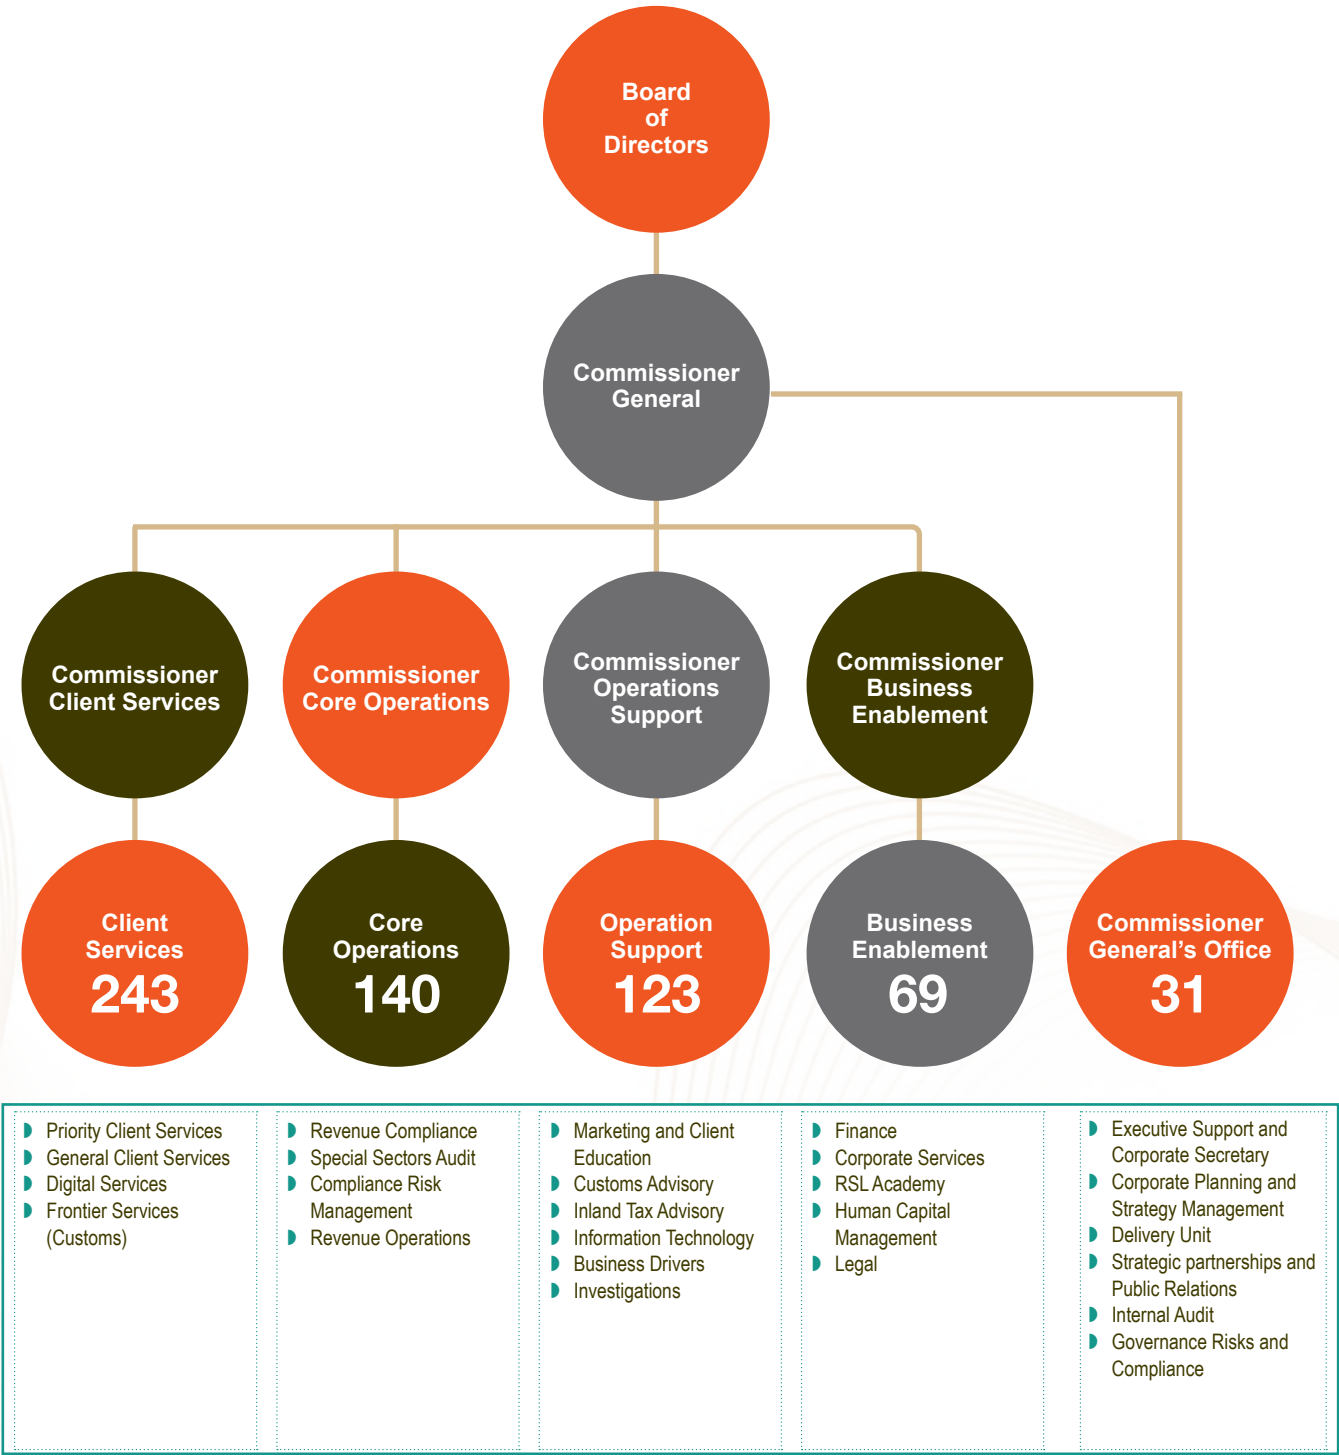 Board
of
Directors
Commissioner
General
Commissioner
Client Services
Commissioner
Core Operations
Commissioner
Operations
Support
Commissioner
Business
Enablement
Client
Services
243
Core
Operations
140
Operation
Support
123
Business
Enablement
69
Commissioner
General's Office
31
Priority Client Services
General Client Services
Digital Services
Frontier Services
(Customs)
Revenue Compliance
Special Sectors Audit
Compliance Risk
Management
Revenue Operations
Marketing and Client
Education
Customs Advisory
Inland Tax Advisory
Information Technology
Business Drivers
Investigations
Finance
Corporate Services
RSL Academy
Human Capital
Management
Legal
Executive Support and
Corporate Secretary
Corporate Planning and
Strategy Management
Delivery Unit
Strategic partnerships and
Public Relations
Internal Audit
Governance Risks and
Compliance